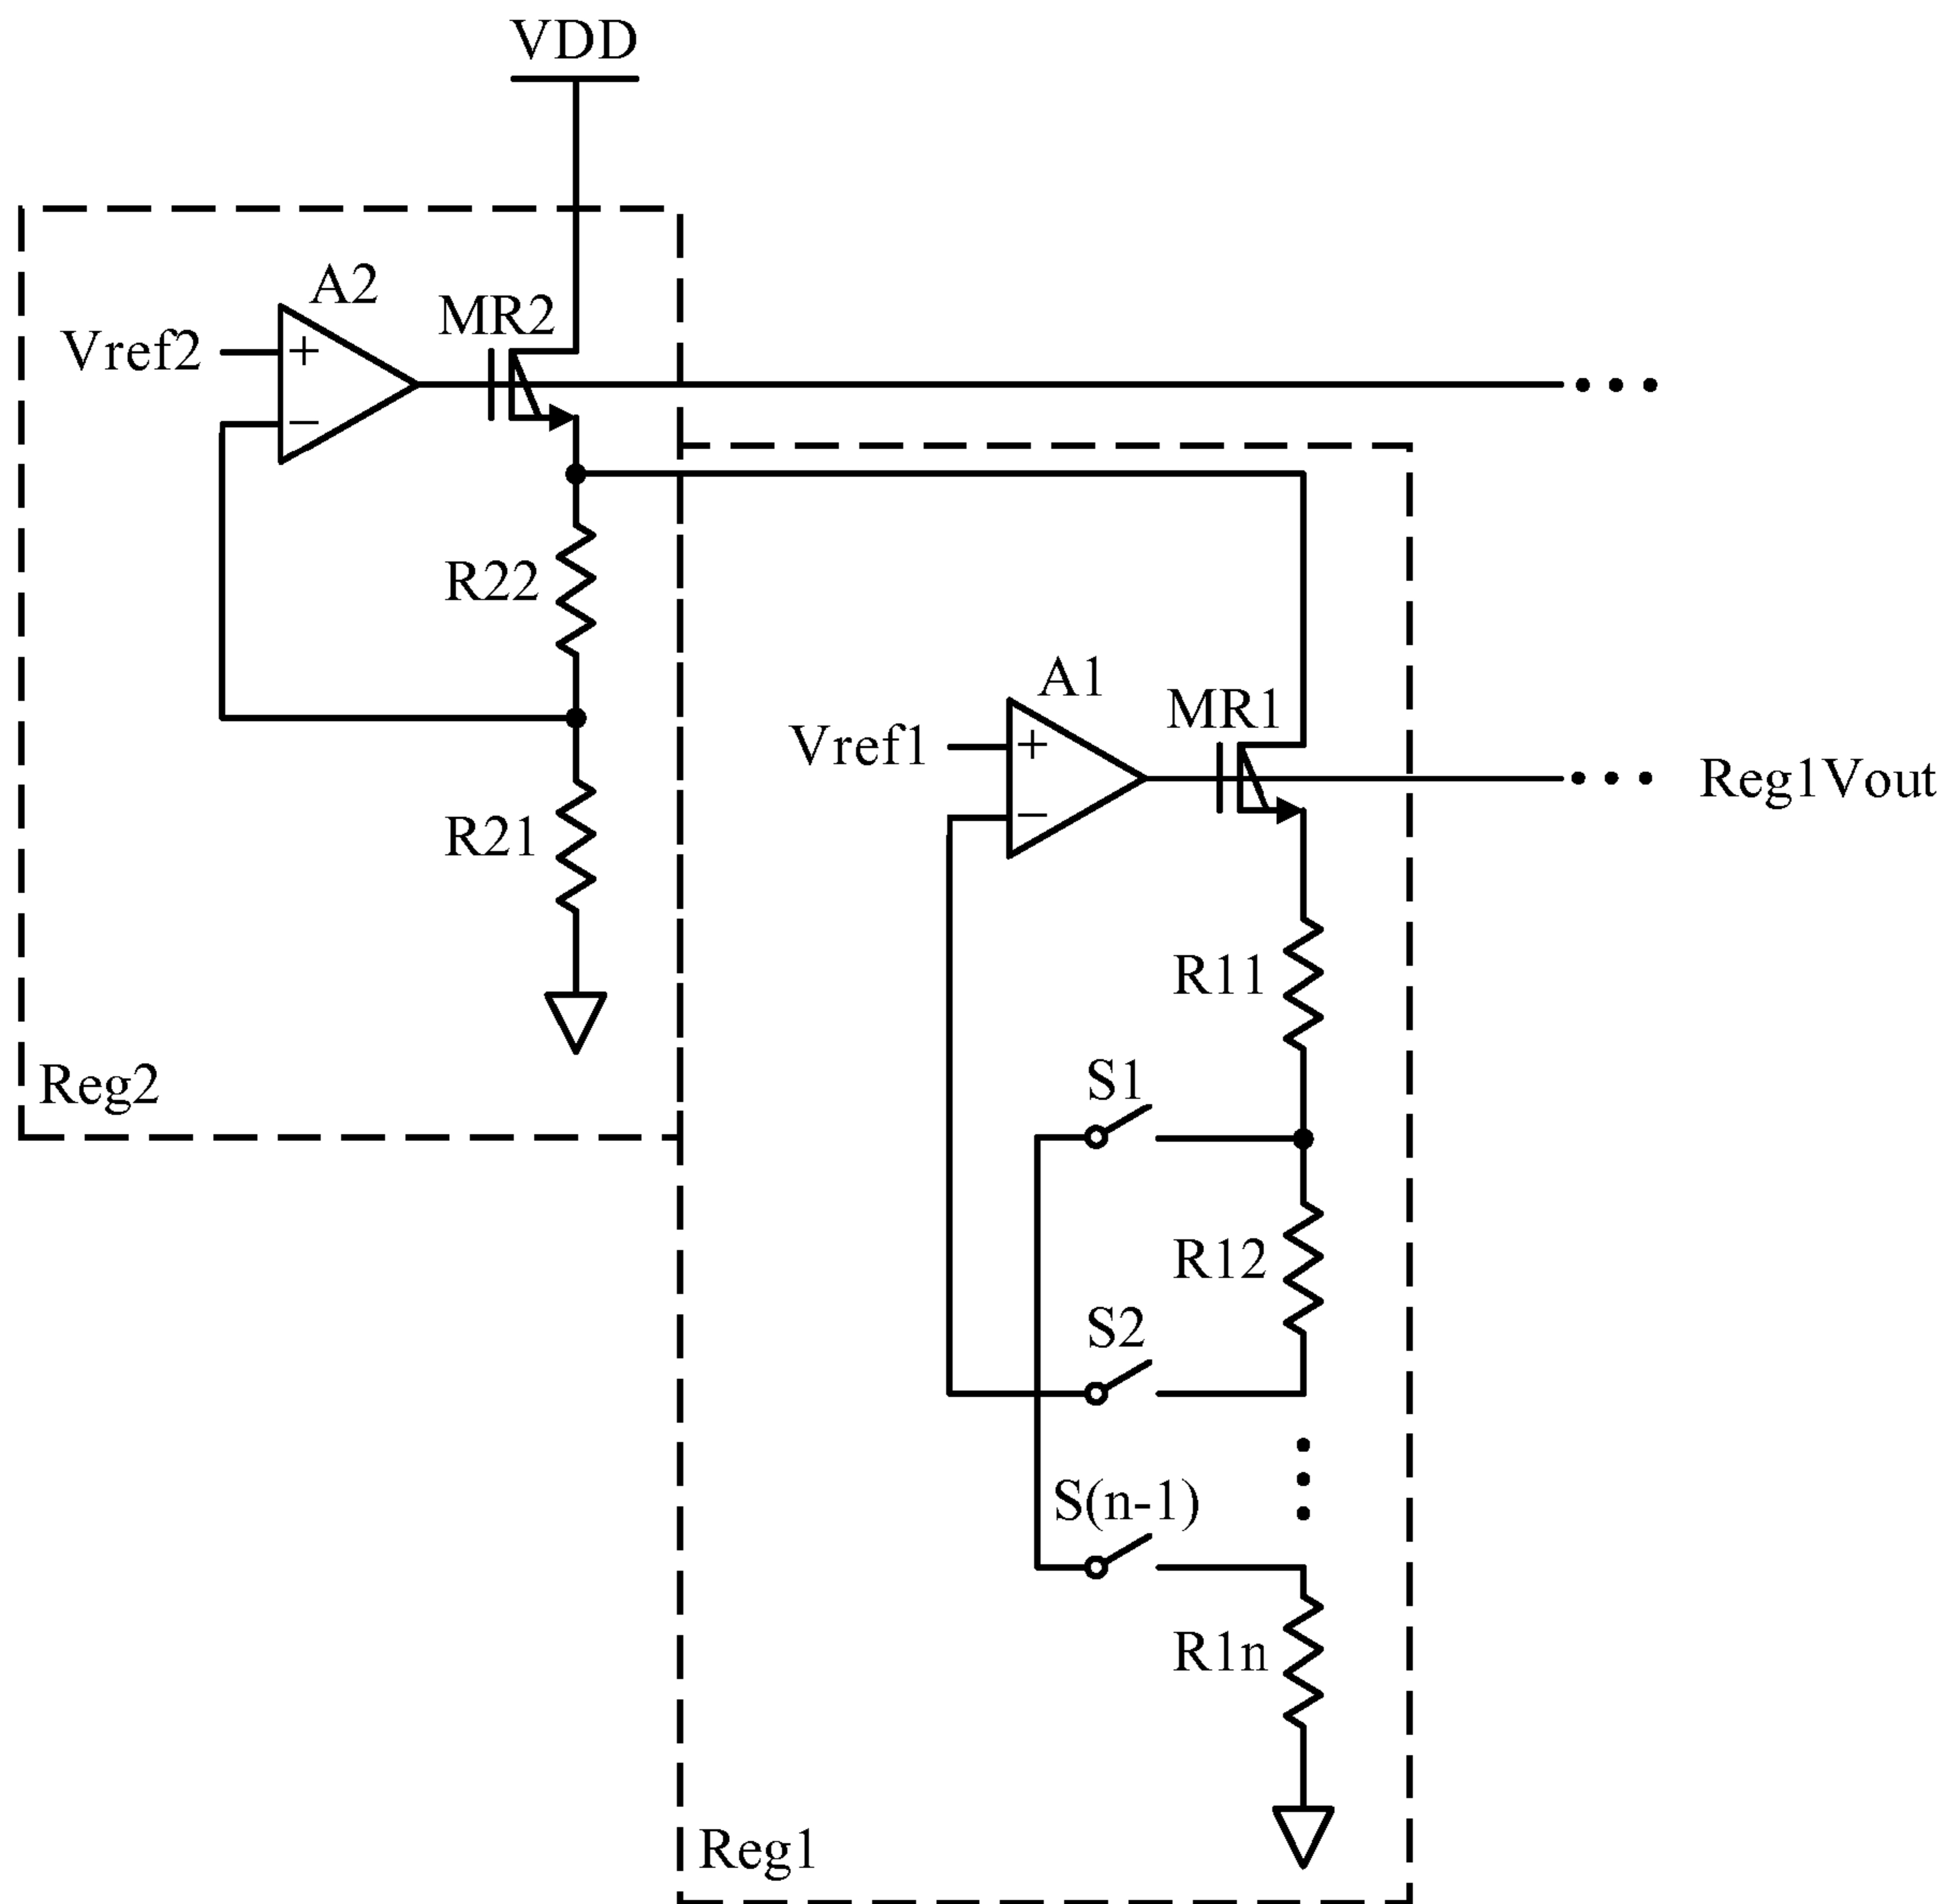 VDD
A2
MR2
Vref2
+
−
R22
A1
MR1
Vref1
+
−
Reg1Vout
R21
R11
Reg2
S1
R12
S2
S(n-1)
R1n
Reg1